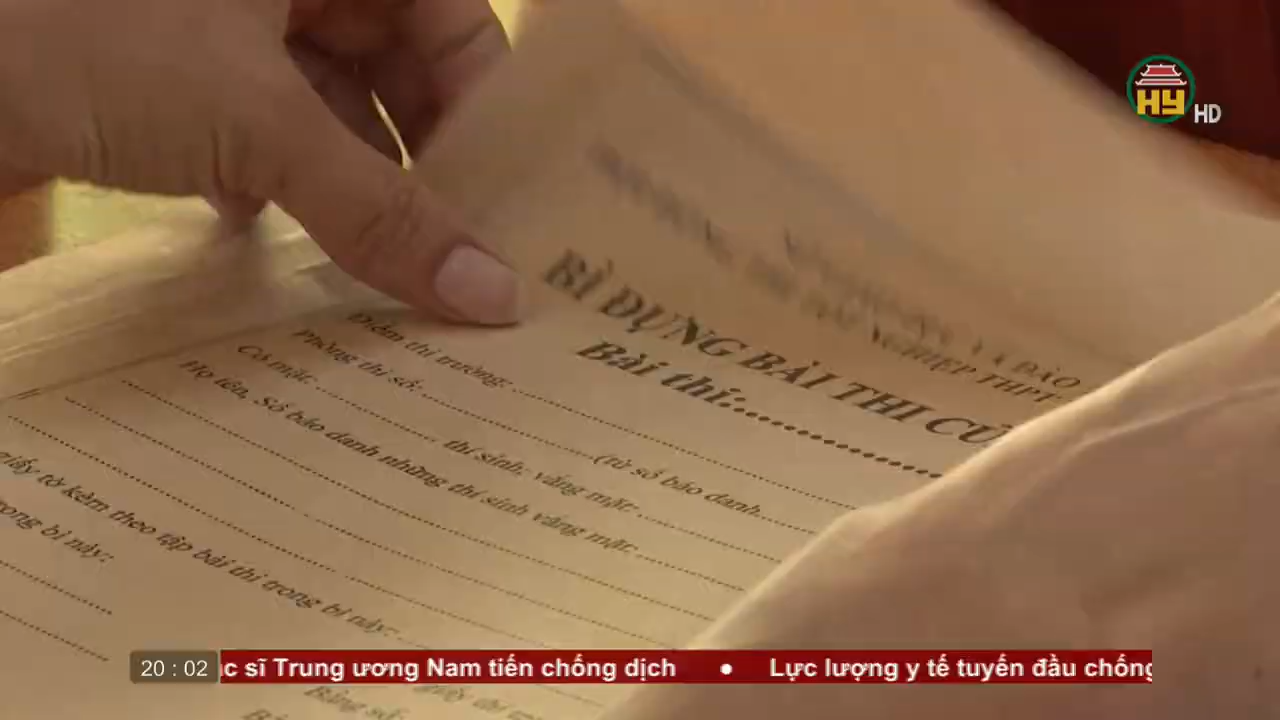 HY HD
NGHIỆP THPT
BÌ ĐỰNG BÀI THI CỦ
Bài thi:
Điểm thi trường:
Phòng thi số: (từ số báo danh
Có mặt: thí sinh; vắng mặt:
Họ tên, Số báo danh những thí sinh vắng mặt:
giấy tờ kèm theo tập bài thi trong bì này:
trong bì này:
Bằng số:
20 : 02
c sĩ Trung ương Nam tiến chống dịch • Lực lượng y tế tuyến đầu chống